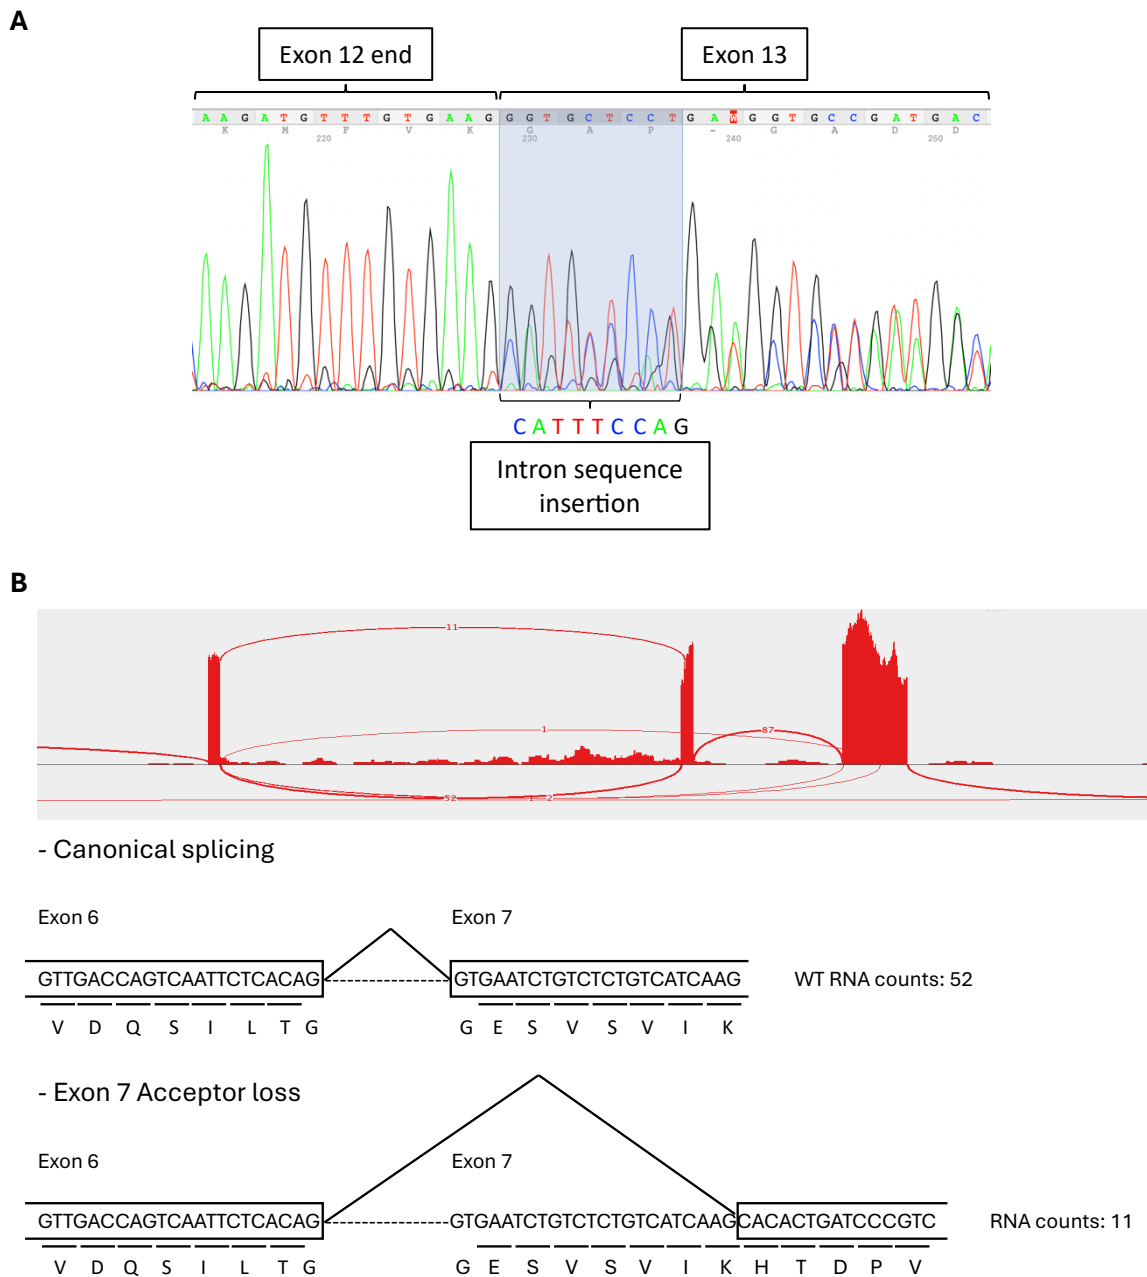 A
Exon 12 end
Exon 13
A A G A T G T T T G T G A A G G G T G C T C C T G A W G G T G C C G A T G A C
K M F V K G A P – G A D D
220 230 240 250
C A T T T C C A G
Intron sequence
insertion
B
11
1
87
52 1 2
- Canonical splicing
Exon 6 Exon 7
GTTGACCAGTCAATTCTCACAG GTGAATCTGTCTCTGTCATCAAG WT RNA counts: 52
V D Q S I L T G G E S V S V I K
- Exon 7 Acceptor loss
Exon 6 Exon 7
GTTGACCAGTCAATTCTCACAG GTGAATCTGTCTCTGTCATCAAGCACACTGATCCCGTC RNA counts: 11
V D Q S I L T G G E S V S V I K H T D P V